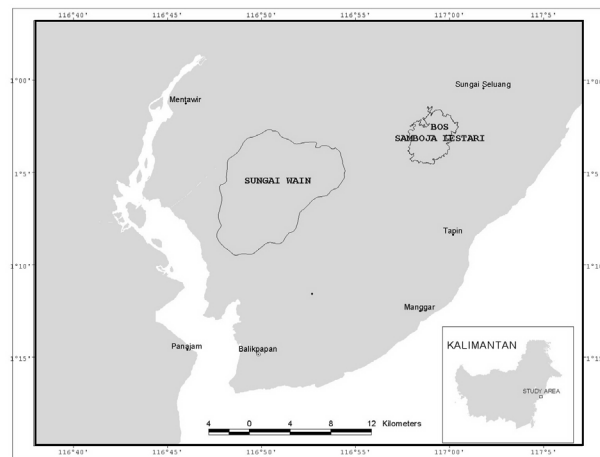 116°40' 116°45' 116°50' 116°55' 117°0' 117°5'
1°00' 1°00'
Sungai Seluang
Mentawir
BOS
SAMBOJA LESTARI
1°5' 1°5'
SUNGAI WAIN
Tapin
1°10' 1°10'
Manggar
KALIMANTAN
Panajam
Balikpapan
1°15' 1°15'
STUDY AREA
4 0 4 8 12 Kilometers
116°40' 116°45' 116°50' 116°55' 117°0' 117°5'